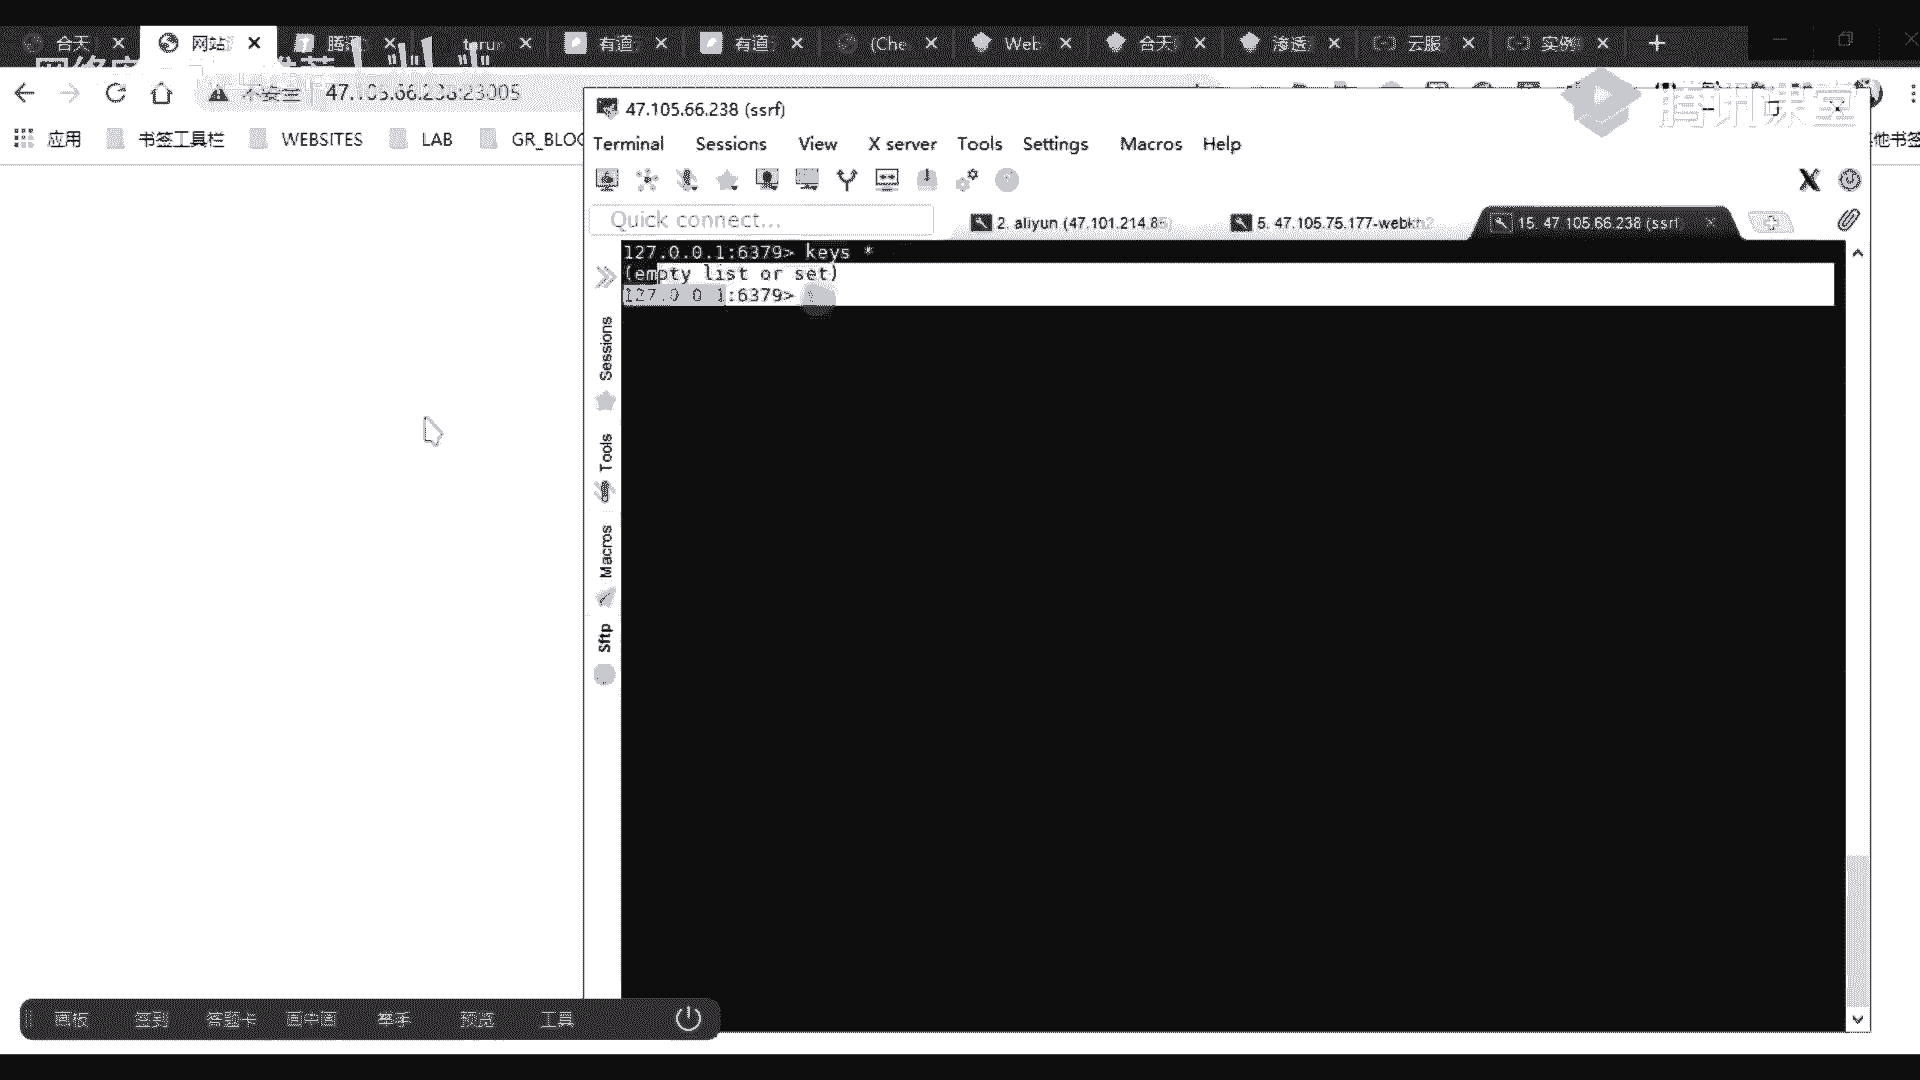 合天
网站
腾讯
有道
有道
(Che
Web
合天
渗透
云服
实例
不安全
47.105.66.238:23005
应用
书签工具栏
WEBSITES
LAB
GR_BLOG
他书签
腾讯课堂
47.105.66.238 (ssrf)
Terminal Sessions View X server Tools Settings Macros Help
Quick connect...
2. aliyun (47.101.214.85)
5. 47.105.75.177-webkh2
15. 47.105.66.238 (ssrf
127.0.0.1:6379> keys *
(empty list or set)
127.0.0.1:6379>
Sessions
Tools
Macros
Sftp
画板 签到 答题卡 画中画 举手 预览 工具